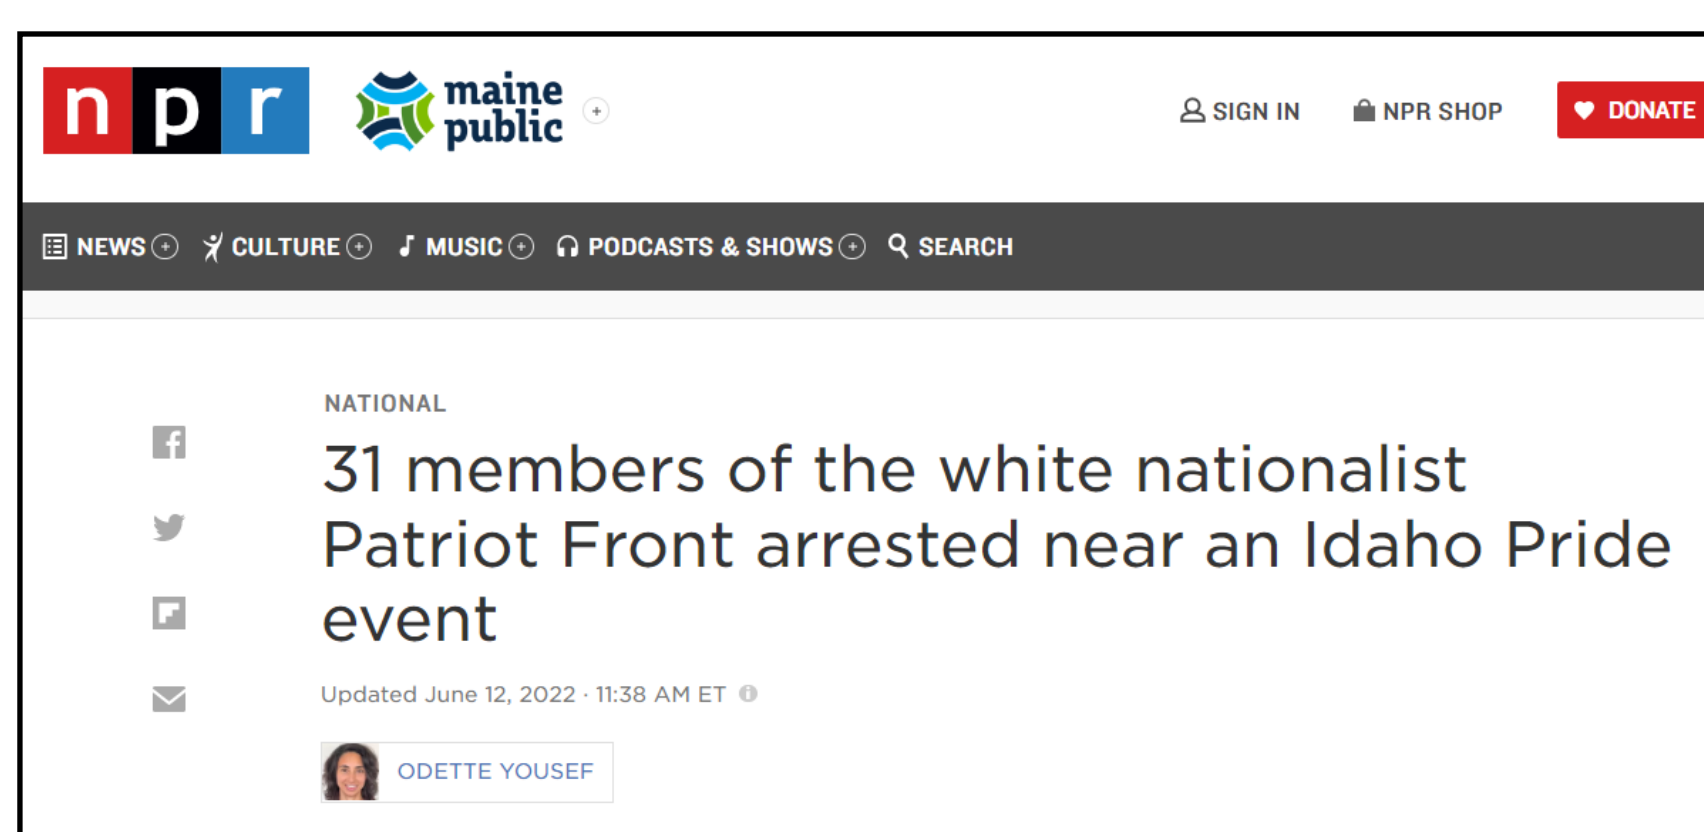 npr
maine
public
SIGN IN
NPR SHOP
DONATE
NEWS
CULTURE
MUSIC
PODCASTS & SHOWS
SEARCH
NATIONAL
31 members of the white nationalist
Patriot Front arrested near an Idaho Pride
event
Updated June 12, 2022 · 11:38 AM ET
ODETTE YOUSEF